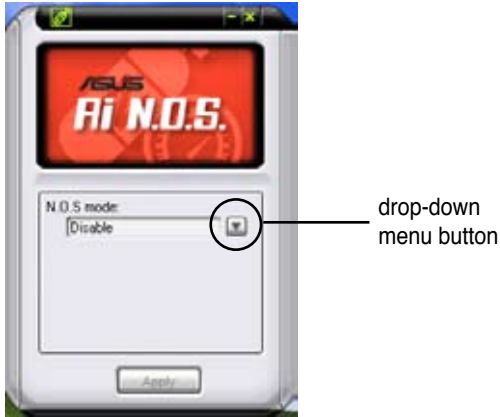 ASUS
Ai N.O.S.
N.O.S mode:
Disable
drop-down
menu button
Apply